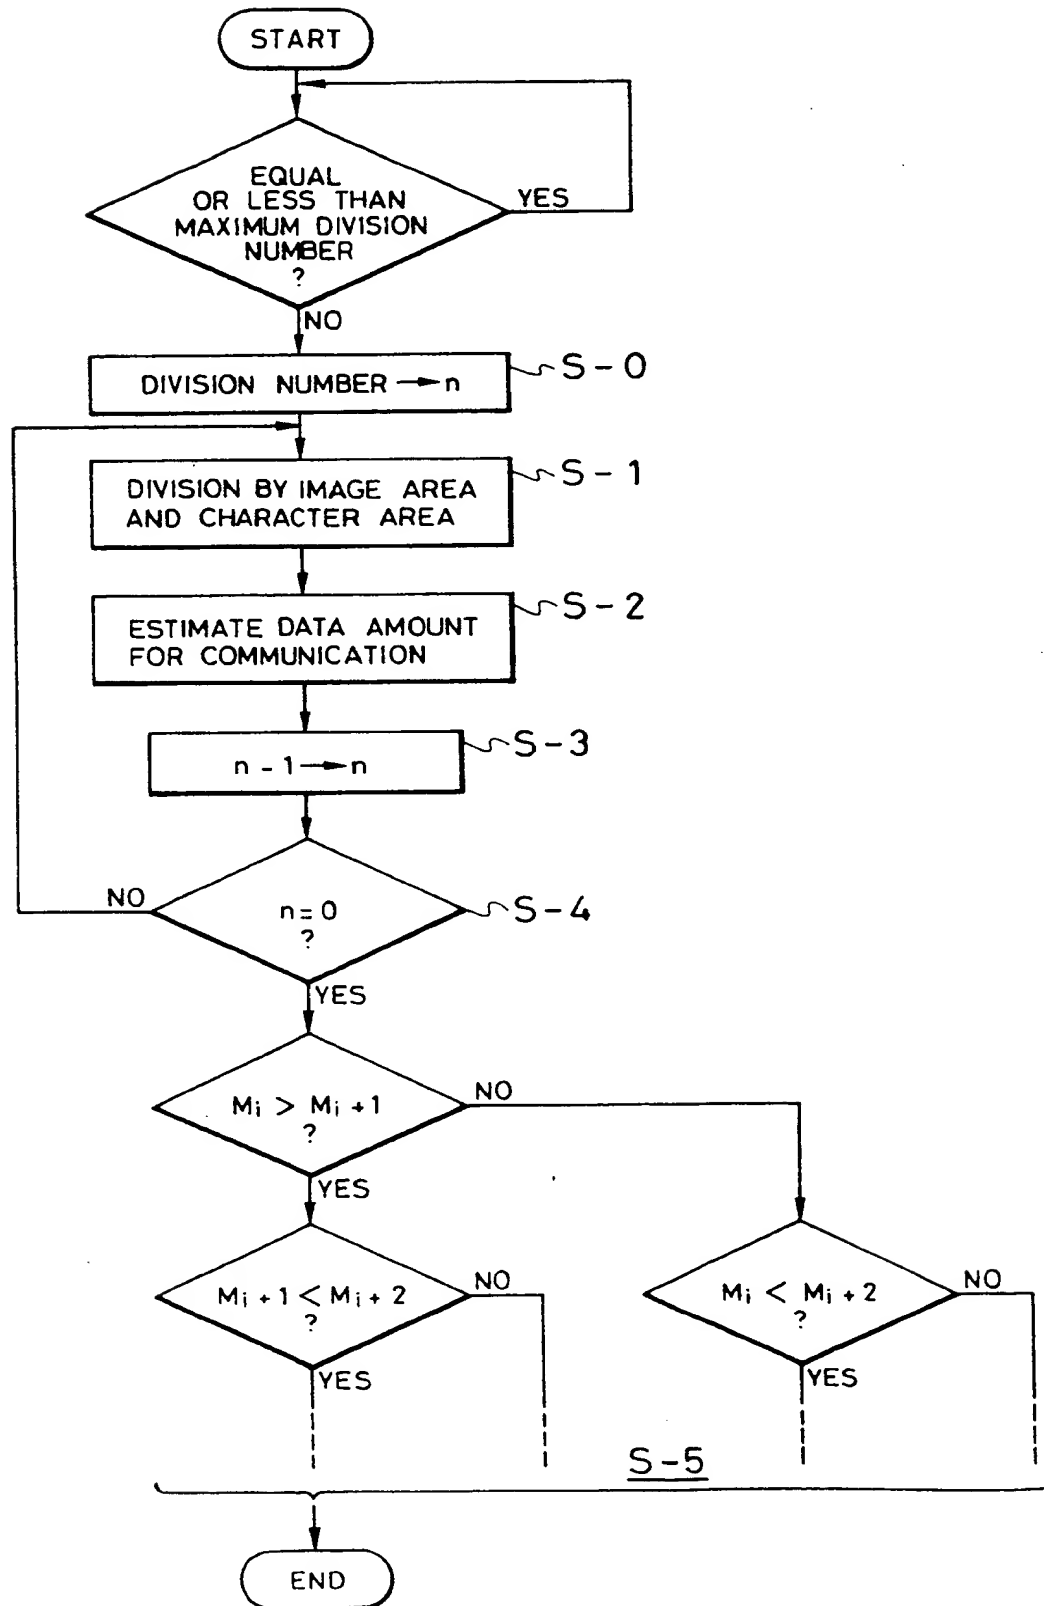 START
EQUAL
OR LESS THAN
MAXIMUM DIVISION
NUMBER
?
YES
NO
DIVISION NUMBER → n
S-0
DIVISION BY IMAGE AREA
AND CHARACTER AREA
S-1
ESTIMATE DATA AMOUNT
FOR COMMUNICATION
S-2
n - 1 → n
S-3
NO
n = 0
?
S-4
YES
Mi > Mi + 1
?
NO
YES
Mi + 1 < Mi + 2
?
NO
YES
Mi < Mi + 2
?
NO
YES
S-5
END